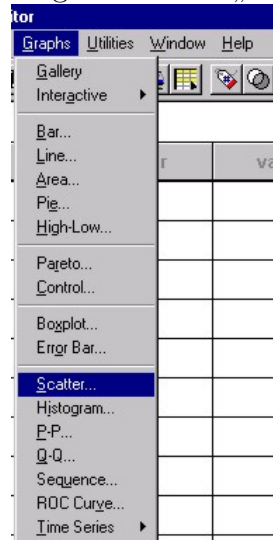 tor
Graphs Utilities Window Help
Gallery
Interactive
r va
Bar...
Line...
Area...
Pie...
High-Low...
Pareto...
Control...
Boxplot...
Error Bar...
Scatter...
Histogram...
P-P...
Q-Q...
Sequence...
ROC Curve...
Time Series